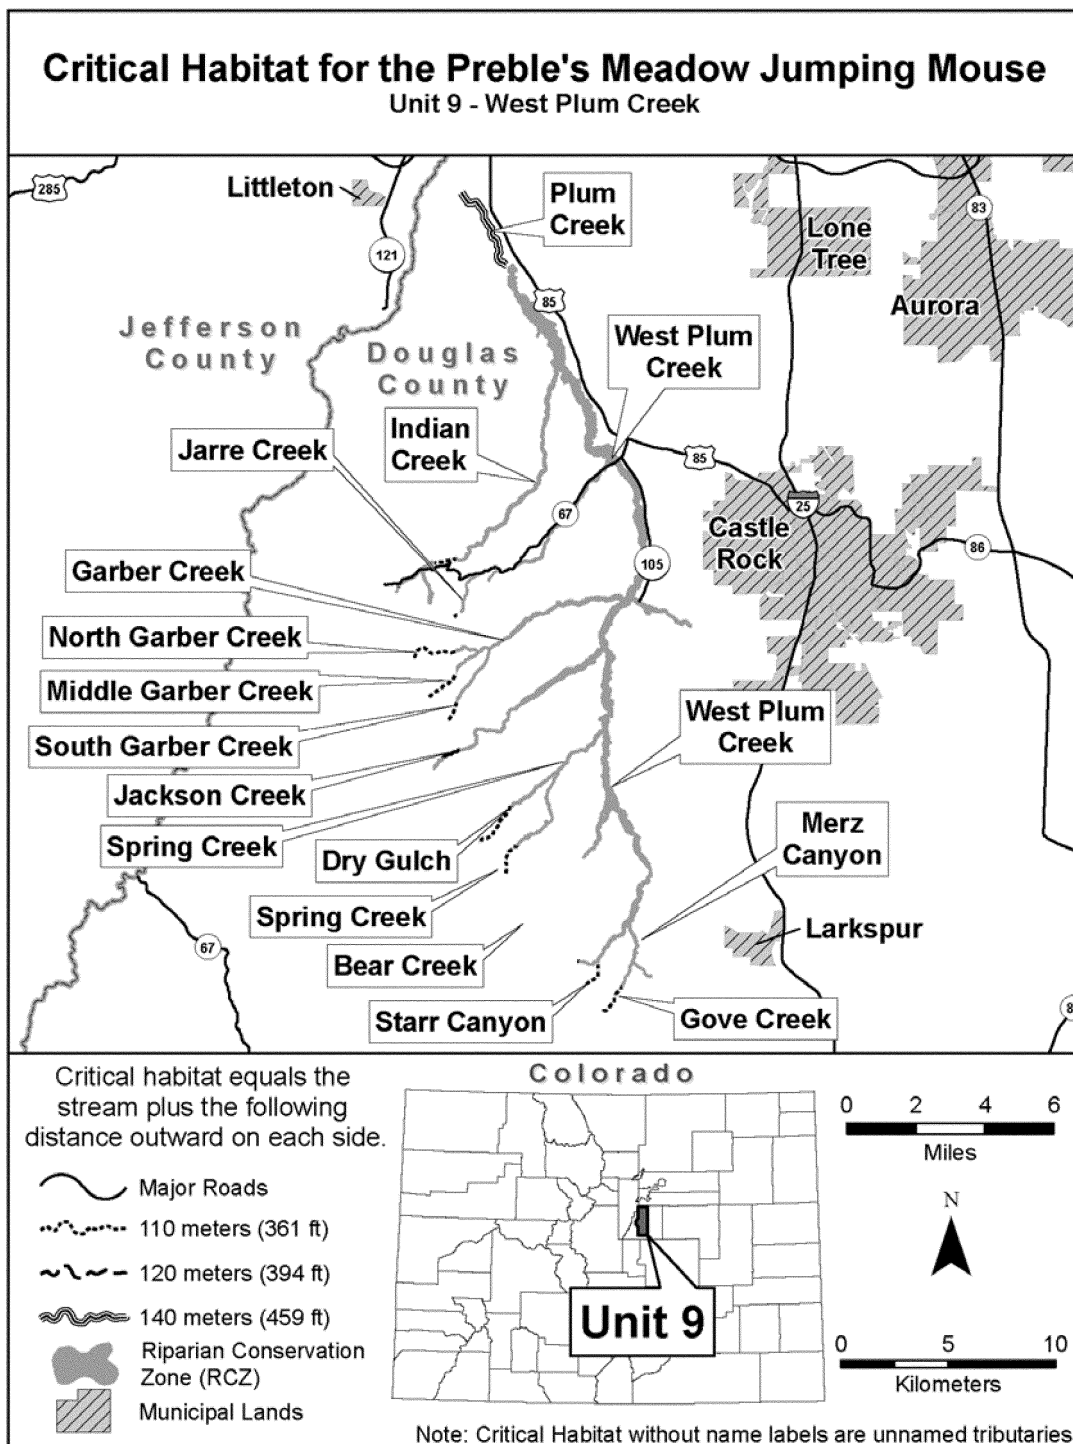 Critical Habitat for the Preble's Meadow Jumping Mouse
Unit 9 - West Plum Creek
285
Littleton
121
Plum
Creek
85
Lone
Tree
83
Aurora
Jefferson
County
Douglas
County
West Plum
Creek
Jarre Creek
Indian
Creek
85
25
Castle
Rock
86
67
105
Garber Creek
North Garber Creek
Middle Garber Creek
South Garber Creek
Jackson Creek
Spring Creek
West Plum
Creek
Dry Gulch
Merz
Canyon
Spring Creek
67
Bear Creek
Larkspur
Starr Canyon
Gove Creek
8
Critical habitat equals the
stream plus the following
distance outward on each side.
Major Roads
110 meters (361 ft)
120 meters (394 ft)
140 meters (459 ft)
Riparian Conservation
Zone (RCZ)
Municipal Lands
Colorado
Unit 9
0 2 4 6
Miles
N
0 5 10
Kilometers
Note: Critical Habitat without name labels are unnamed tributaries